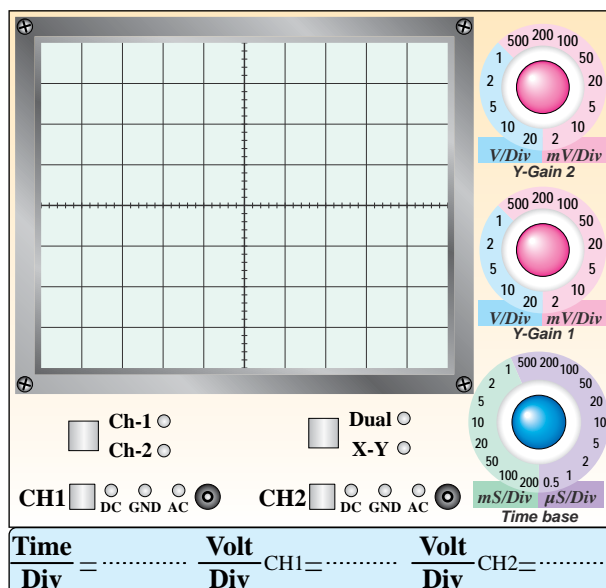 500 200 100
1 50
2 20
5 10
10 5
20 2
V/Div mV/Div
Y-Gain 2
500 200 100
1 50
2 20
5 10
10 5
20 2
V/Div mV/Div
Y-Gain 1
500 200
1 100
2 50
5 20
10 10
20 5
50 2
100 1
200 0.5
mS/Div µS/Div
Time base
Ch-1
Ch-2
Dual
X-Y
CH1 DC GND AC
CH2 DC GND AC
Time/Div = ............ Volt/Div CH1= ............ Volt/Div CH2= ............